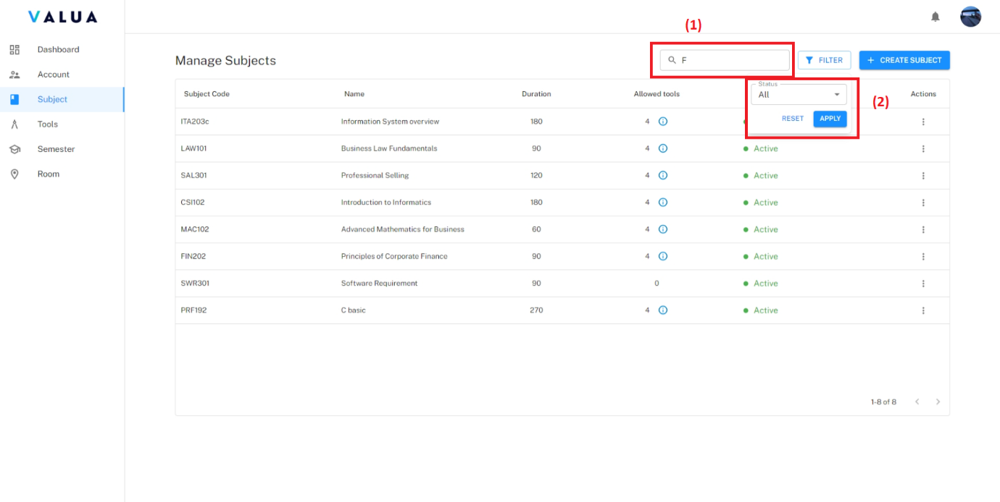 VALUA
(1)
Dashboard
Account
Subject
Tools
Semester
Room
Manage Subjects
F
FILTER
+ CREATE SUBJECT
Subject Code Name Duration Allowed tools Status Actions
All
(2)
RESET APPLY
ITA203c Information System overview 180 4
LAW101 Business Law Fundamentals 90 4 Active
SAL301 Professional Selling 120 4 Active
CSI102 Introduction to Informatics 180 4 Active
MAC102 Advanced Mathematics for Business 60 4 Active
FIN202 Principles of Corporate Finance 90 4 Active
SWR301 Software Requirement 90 0 Active
PRF192 C basic 270 4 Active
1-8 of 8